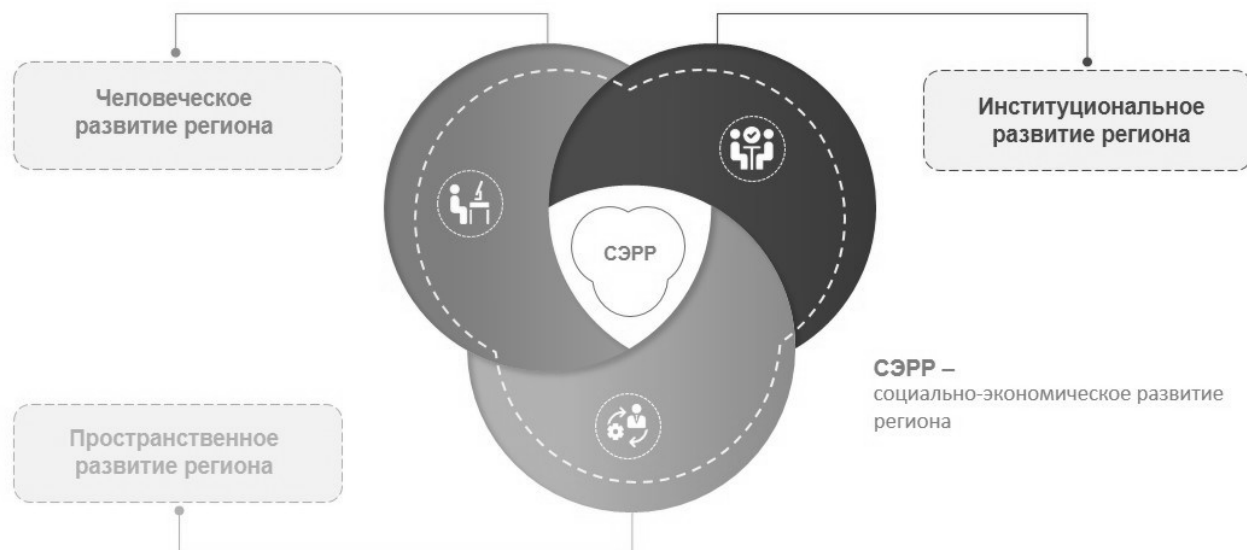 Человеческое
развитие региона
Институциональное
развитие региона
СЭРР
СЭРР –
социально-экономическое развитие
региона
Пространственное
развитие региона